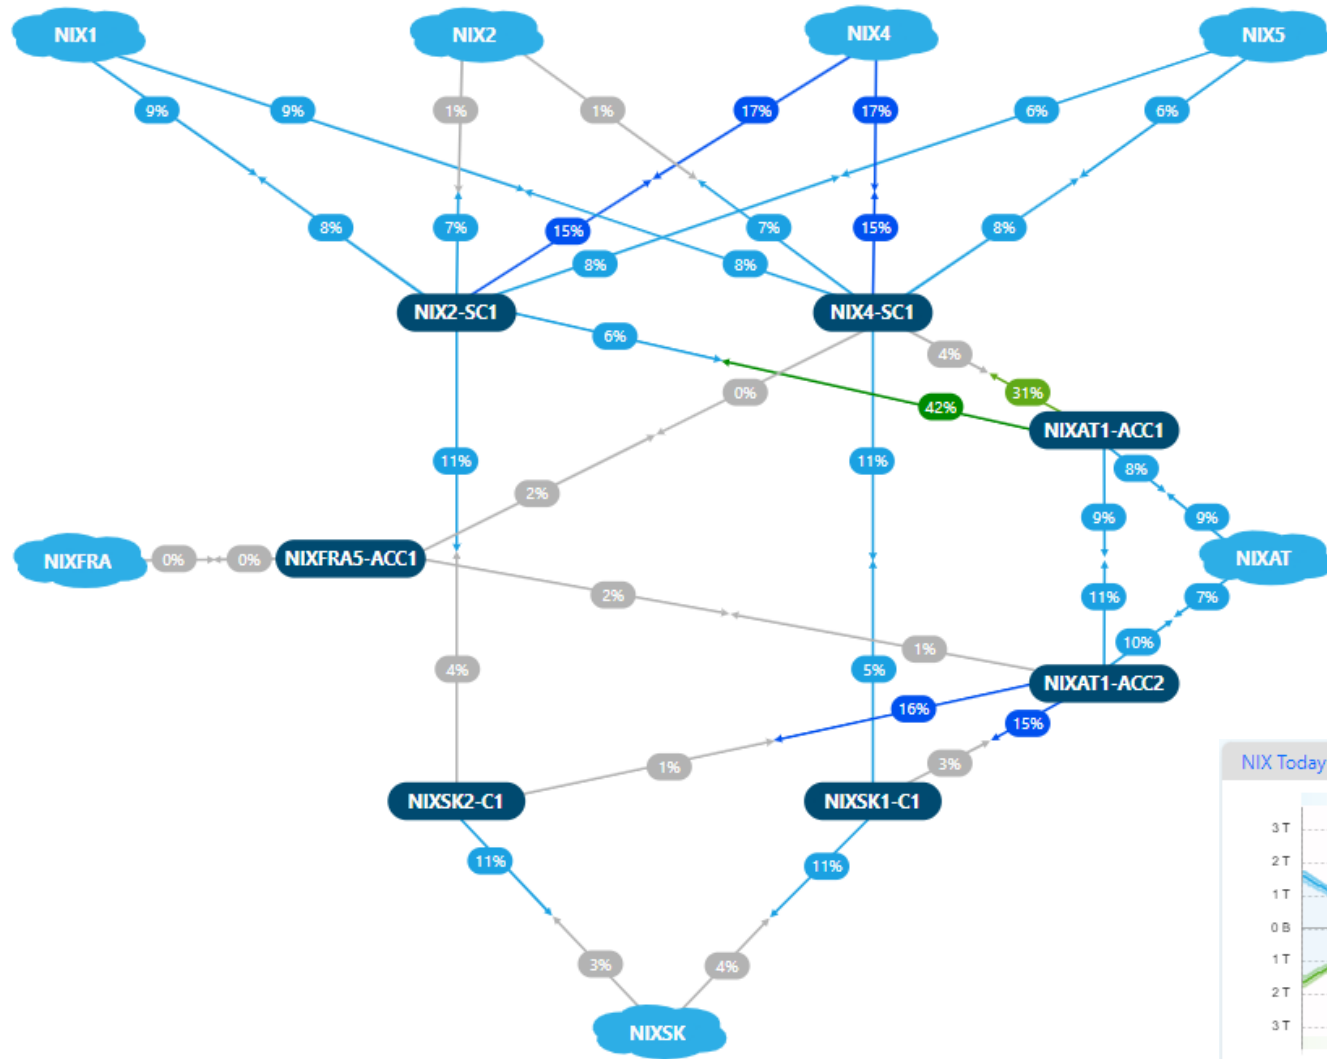 NIX1
NIX2
NIX4
NIX5
9%
9%
1%
1%
17%
17%
6%
6%
8%
7%
15%
8%
8%
7%
15%
8%
NIX2-SC1
NIX4-SC1
6%
4%
0%
31%
42%
NIXAT1-ACC1
11%
11%
8%
2%
9%
9%
NIXFRA
0%
0%
NIXFRA5-ACC1
NIXAT
2%
11%
7%
1%
10%
4%
5%
NIXAT1-ACC2
16%
15%
1%
3%
NIX Today
NIXSK2-C1
NIXSK1-C1
3 T
2 T
1 T
0 B
1 T
2 T
3 T
11%
11%
3%
4%
NIXSK